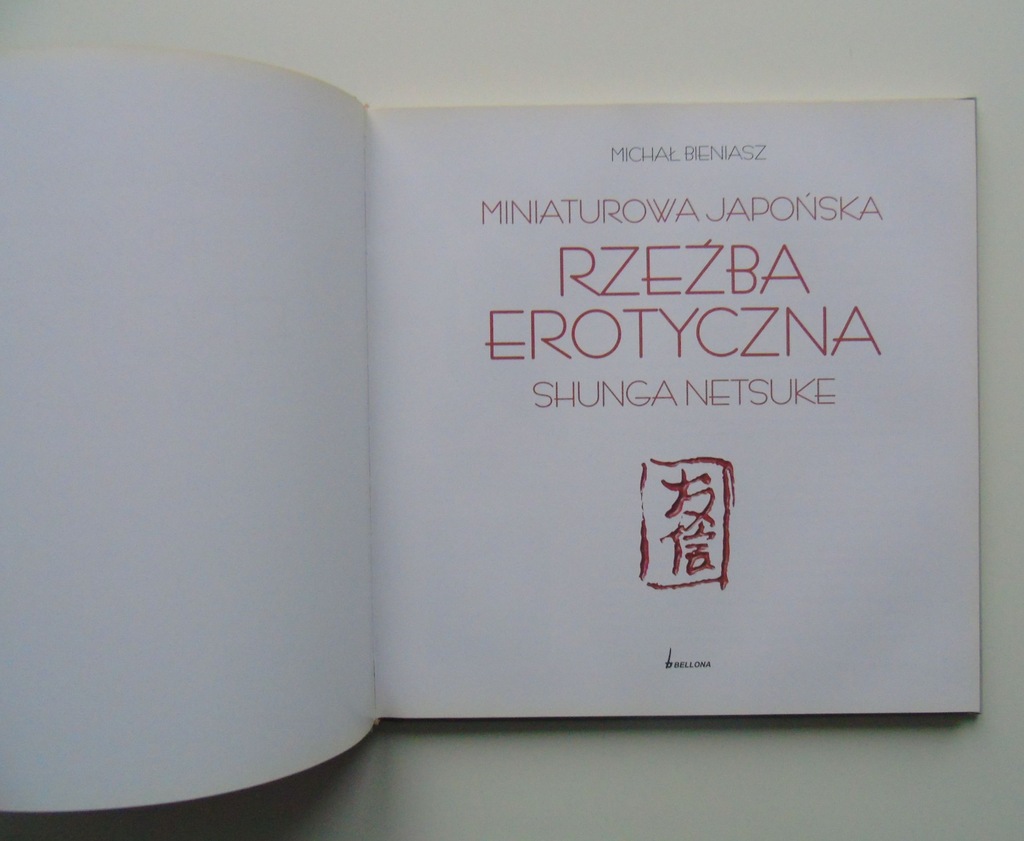 MICHAŁ BIENIASZ
MINIATUROWA JAPOŃSKA
RZEŹBA
EROTYCZNA
SHUNGA NETSUKE
友
信
BELLONA